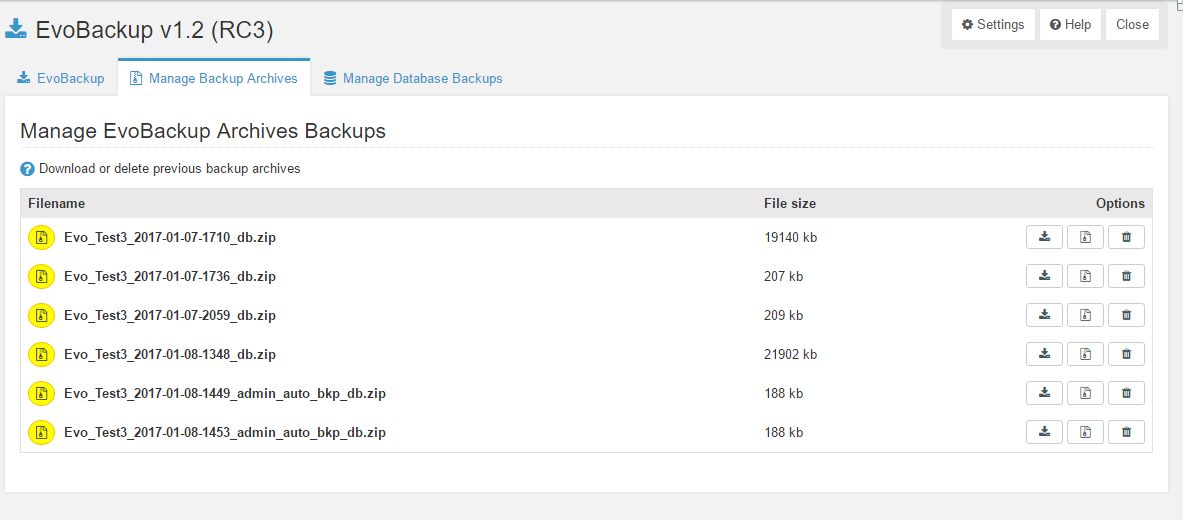 EvoBackup v1.2 (RC3)
Settings Help Close
EvoBackup Manage Backup Archives Manage Database Backups
Manage EvoBackup Archives Backups
Download or delete previous backup archives
Filename File size Options
Evo_Test3_2017-01-07-1710_db.zip 19140 kb
Evo_Test3_2017-01-07-1736_db.zip 207 kb
Evo_Test3_2017-01-07-2059_db.zip 209 kb
Evo_Test3_2017-01-08-1348_db.zip 21902 kb
Evo_Test3_2017-01-08-1449_admin_auto_bkp_db.zip 188 kb
Evo_Test3_2017-01-08-1453_admin_auto_bkp_db.zip 188 kb